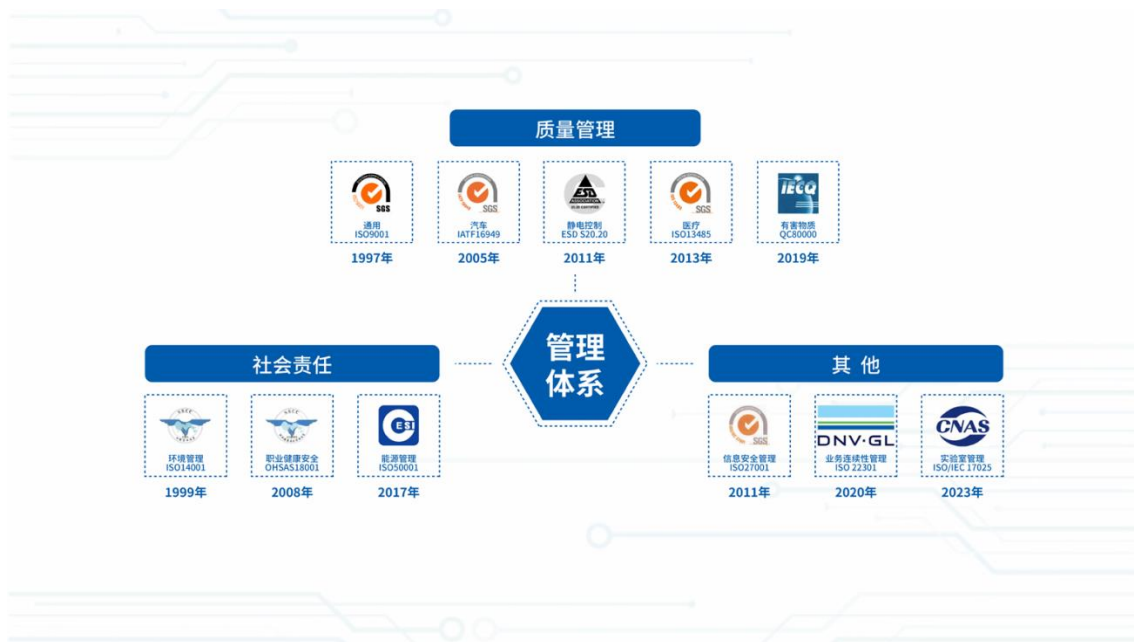 质量管理
SGS
SGS
ESD
ASSOCIATION
SGS
IECQ
通用
ISO9001
汽车
IATF16949
静电控制
ESD S20.20
医疗
ISO13485
有害物质
QC80000
1997年
2005年
2011年
2013年
2019年
管理
体系
社会责任
CESI
环境管理
ISO14001
职业健康安全
OHSAS18001
能源管理
ISO50001
1999年
2008年
2017年
其 他
SGS
DNV·GL
CNAS
信息安全管理
ISO27001
业务连续性管理
ISO 22301
实验室管理
ISO/IEC 17025
2011年
2020年
2023年